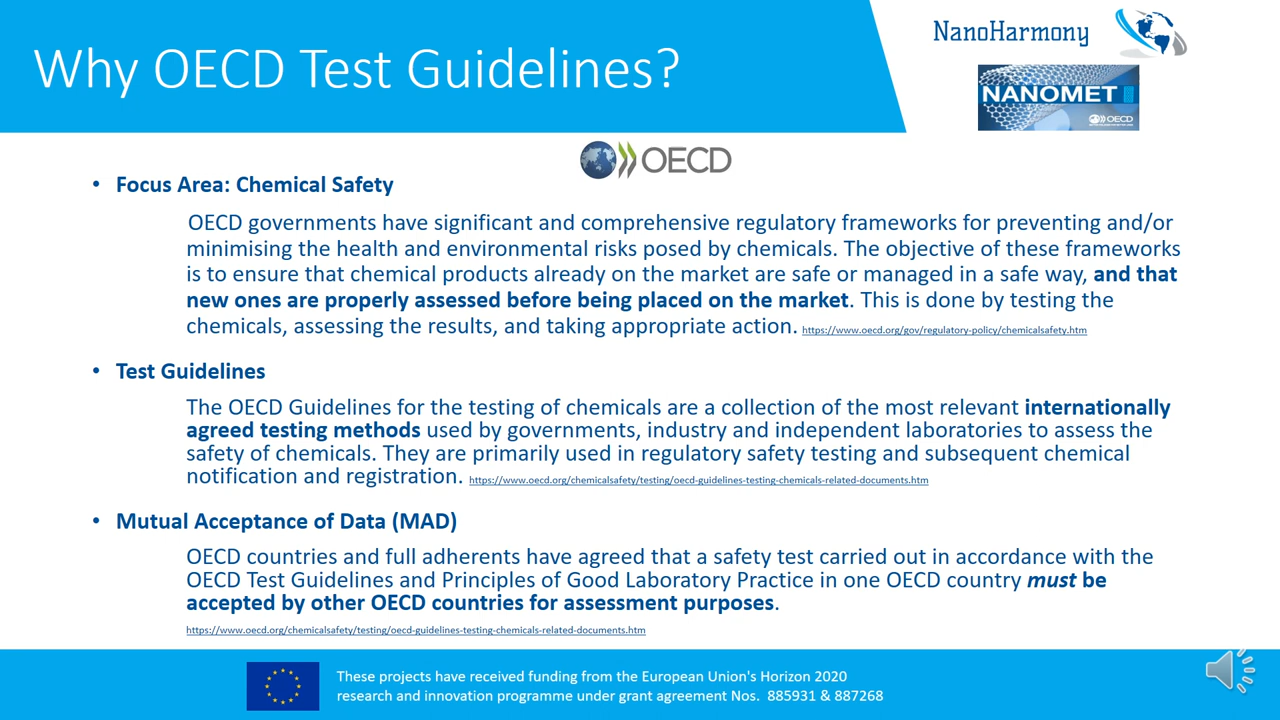 Why OECD Test Guidelines?
NanoHarmony
NANOMET
OECD
OECD
• Focus Area: Chemical Safety
OECD governments have significant and comprehensive regulatory frameworks for preventing and/or
minimising the health and environmental risks posed by chemicals. The objective of these frameworks
is to ensure that chemical products already on the market are safe or managed in a safe way, and that
new ones are properly assessed before being placed on the market. This is done by testing the
chemicals, assessing the results, and taking appropriate action. https://www.oecd.org/gov/regulatory-policy/chemicalsafety.htm
• Test Guidelines
The OECD Guidelines for the testing of chemicals are a collection of the most relevant internationally
agreed testing methods used by governments, industry and independent laboratories to assess the
safety of chemicals. They are primarily used in regulatory safety testing and subsequent chemical
notification and registration. https://www.oecd.org/chemicalsafety/testing/oecd-guidelines-testing-chemicals-related-documents.htm
• Mutual Acceptance of Data (MAD)
OECD countries and full adherents have agreed that a safety test carried out in accordance with the
OECD Test Guidelines and Principles of Good Laboratory Practice in one OECD country must be
accepted by other OECD countries for assessment purposes.
https://www.oecd.org/chemicalsafety/testing/oecd-guidelines-testing-chemicals-related-documents.htm
These projects have received funding from the European Union's Horizon 2020
research and innovation programme under grant agreement Nos. 885931 & 887268